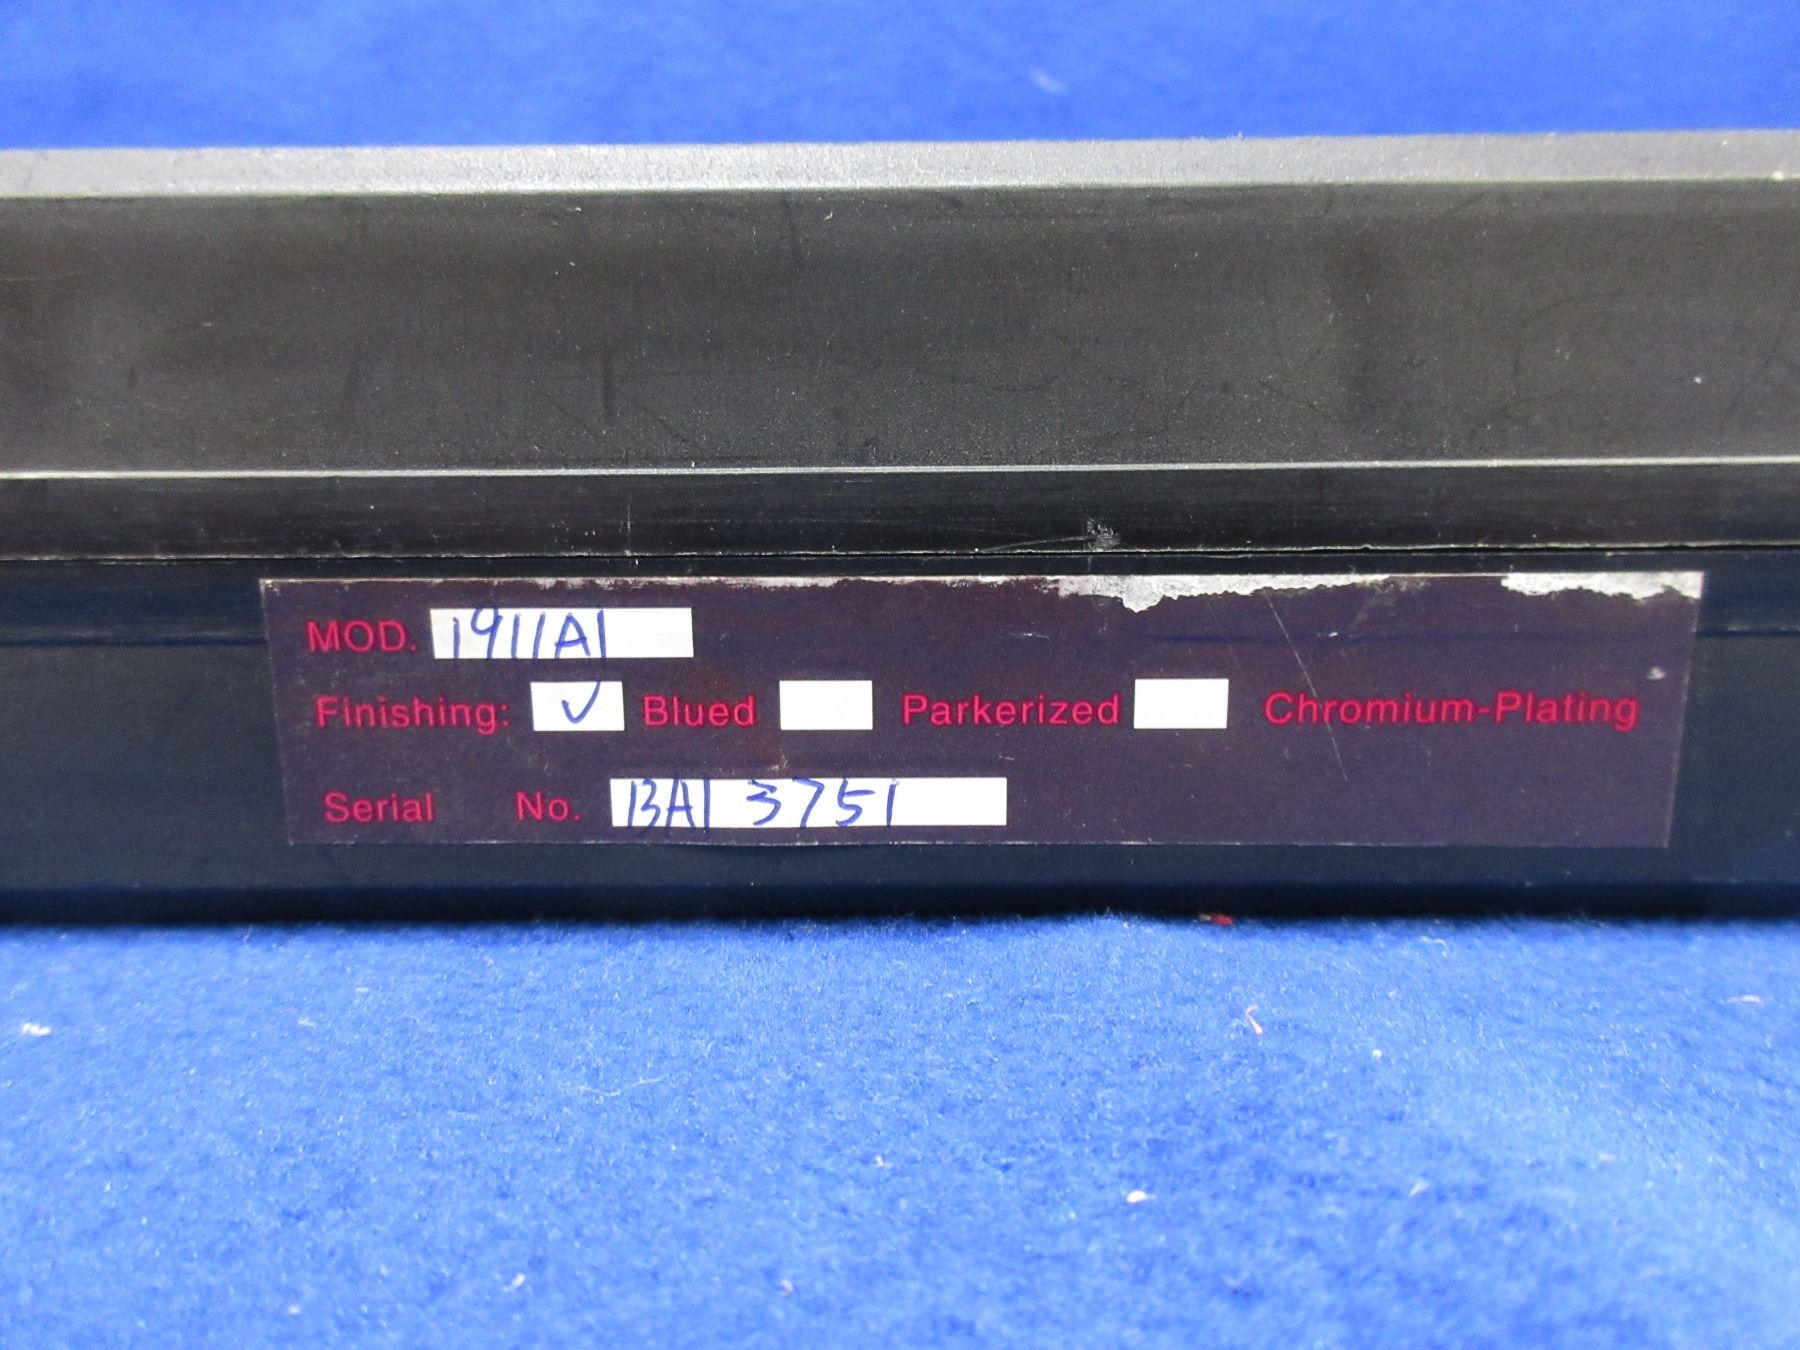 MOD. 1911A1
Finishing: ✓ Blued Parkerized Chromium-Plating
Serial No. BA1 3751